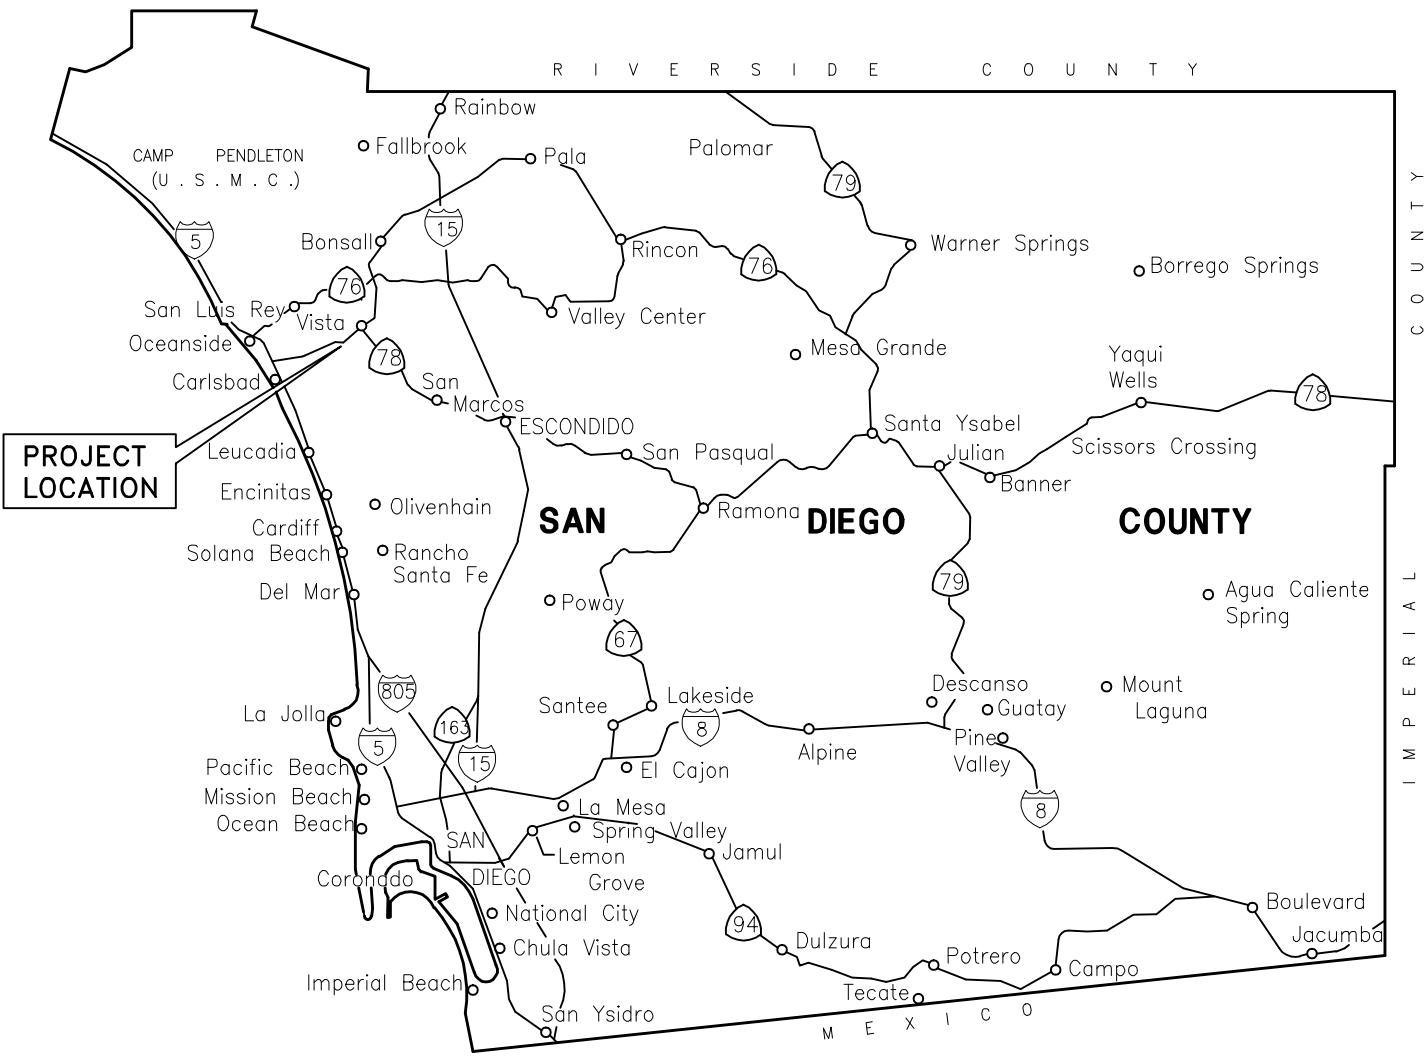 RIVERSIDE COUNTY
Rainbow
Fallbrook
Pala
Palomar
CAMP PENDLETON
(U.S.M.C.)
79
COUNTY
5
15
Bonsall
Rincon
Warner Springs
76
76
Borrego Springs
San Luis Rey
Vista
Valley Center
Oceanside
78
Mesa Grande
Yaqui
Wells
Carlsbad
San
Marcos
78
ESCONDIDO
Santa Ysabel
PROJECT
LOCATION
Leucadia
San Pasqual
Julian
Scissors Crossing
Banner
Encinitas
Olivenhain
Ramona
SAN DIEGO COUNTY
Cardiff
Solana Beach
Rancho
Santa Fe
Del Mar
Poway
79
Agua Caliente
Spring
IMPERIAL
67
805
Descanso
Mount
Laguna
Lakeside
Santee
Guatay
La Jolla
163
8
5
15
Alpine
Pine
Valley
Pacific Beach
El Cajon
Mission Beach
La Mesa
8
Ocean Beach
Spring Valley
SAN
DIEGO
Lemon
Grove
Jamul
Coronado
National City
94
Boulevard
Chula Vista
Dulzura
Jacumba
Imperial Beach
Potrero
Campo
Tecate
San Ysidro
MEXICO